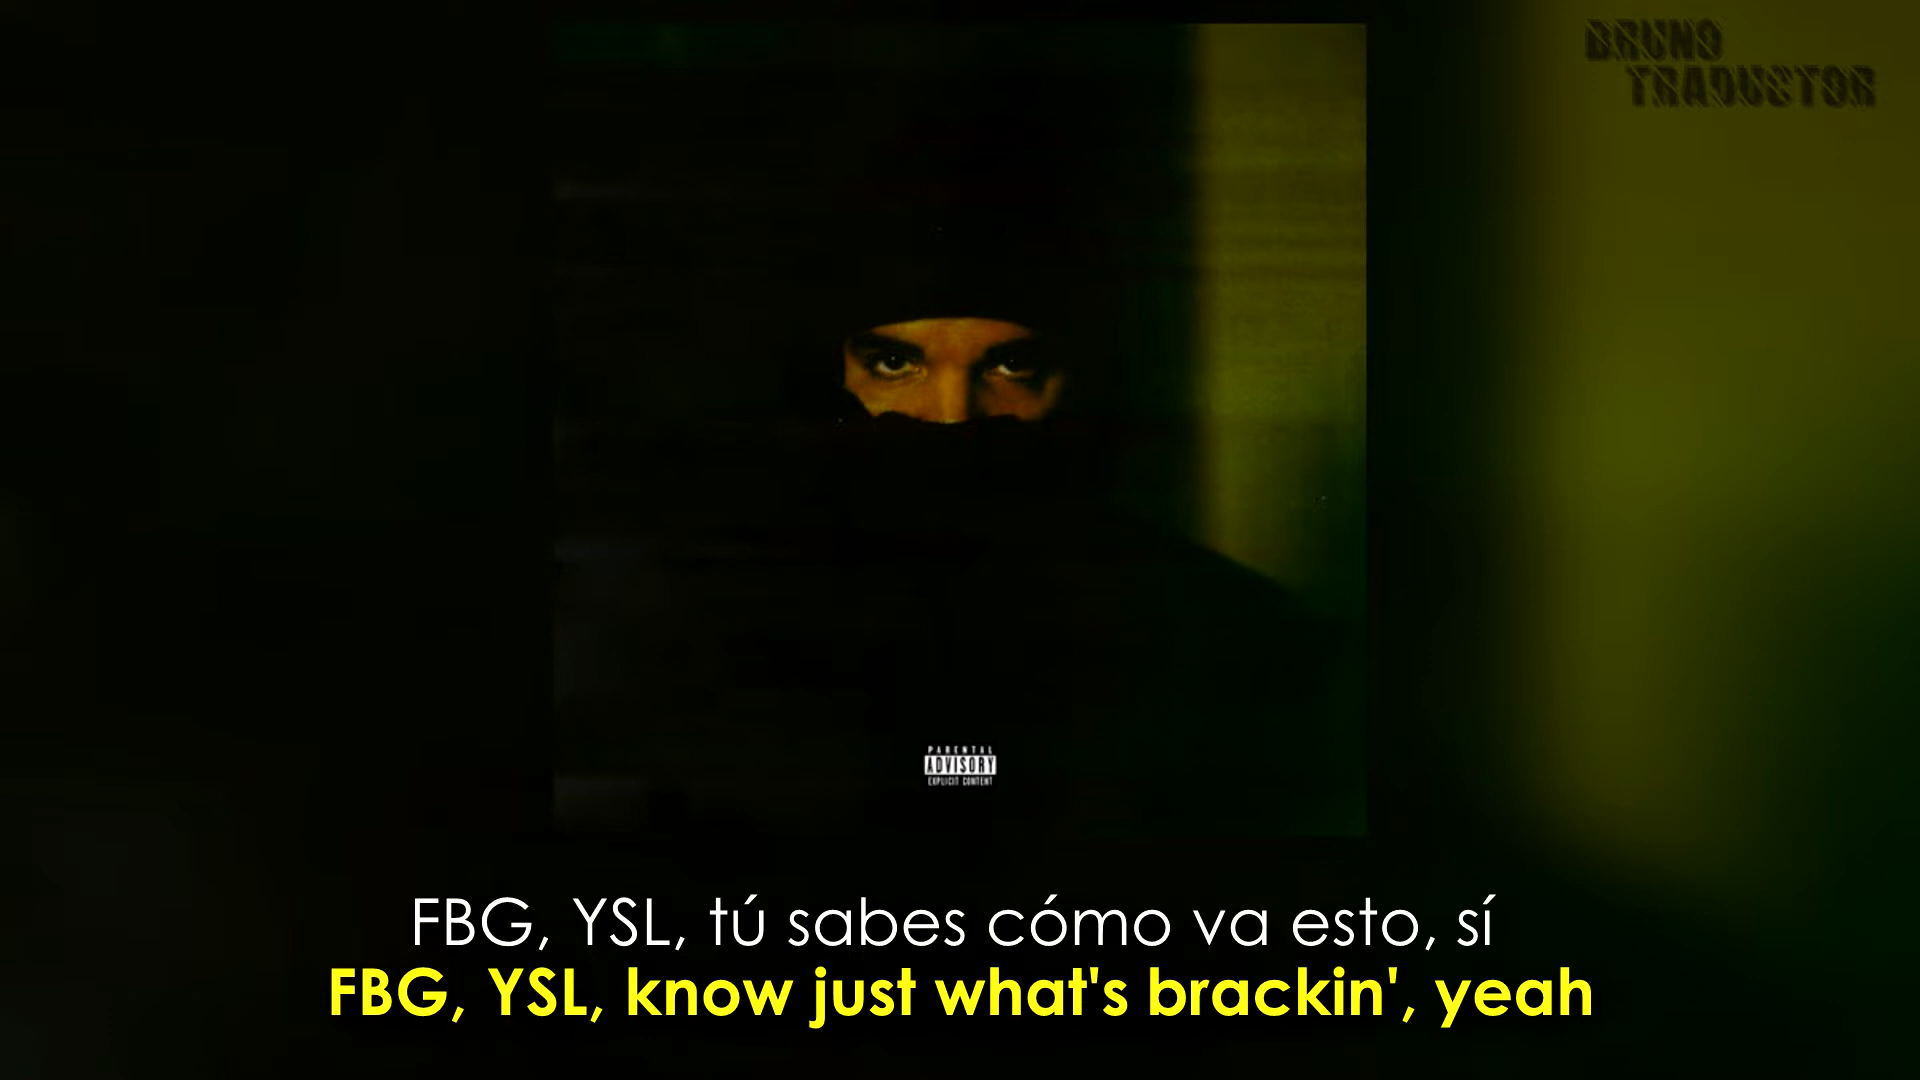 BRUNO
TRADUCTOR
PARENTAL
ADVISORY
EXPLICIT CONTENT
FBG, YSL, tú sabes cómo va esto, sí
FBG, YSL, know just what's brackin', yeah